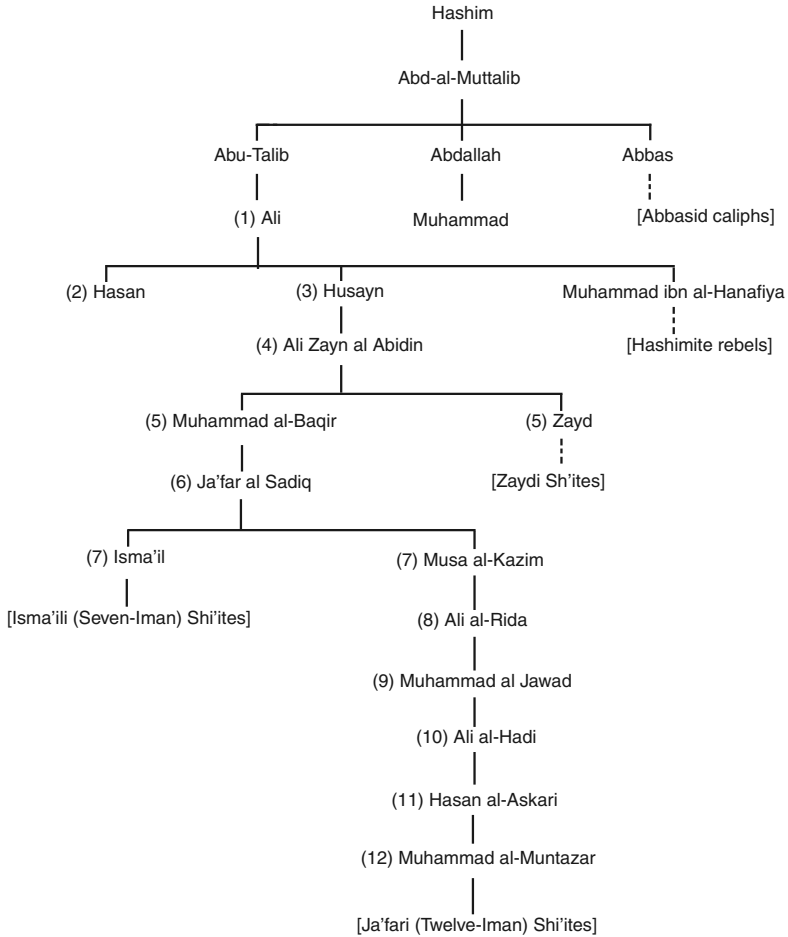 Hashim
Abd-al-Muttalib
Abu-Talib
Abdallah
Abbas
(1) Ali
Muhammad
[Abbasid caliphs]
(2) Hasan
(3) Husayn
Muhammad ibn al-Hanafiya
(4) Ali Zayn al Abidin
[Hashimite rebels]
(5) Muhammad al-Baqir
(5) Zayd
(6) Ja’far al Sadiq
[Zaydi Sh’ites]
(7) Isma’il
(7) Musa al-Kazim
[Isma’ili (Seven-Iman) Shi’ites]
(8) Ali al-Rida
(9) Muhammad al Jawad
(10) Ali al-Hadi
(11) Hasan al-Askari
(12) Muhammad al-Muntazar
[Ja’fari (Twelve-Iman) Shi’ites]